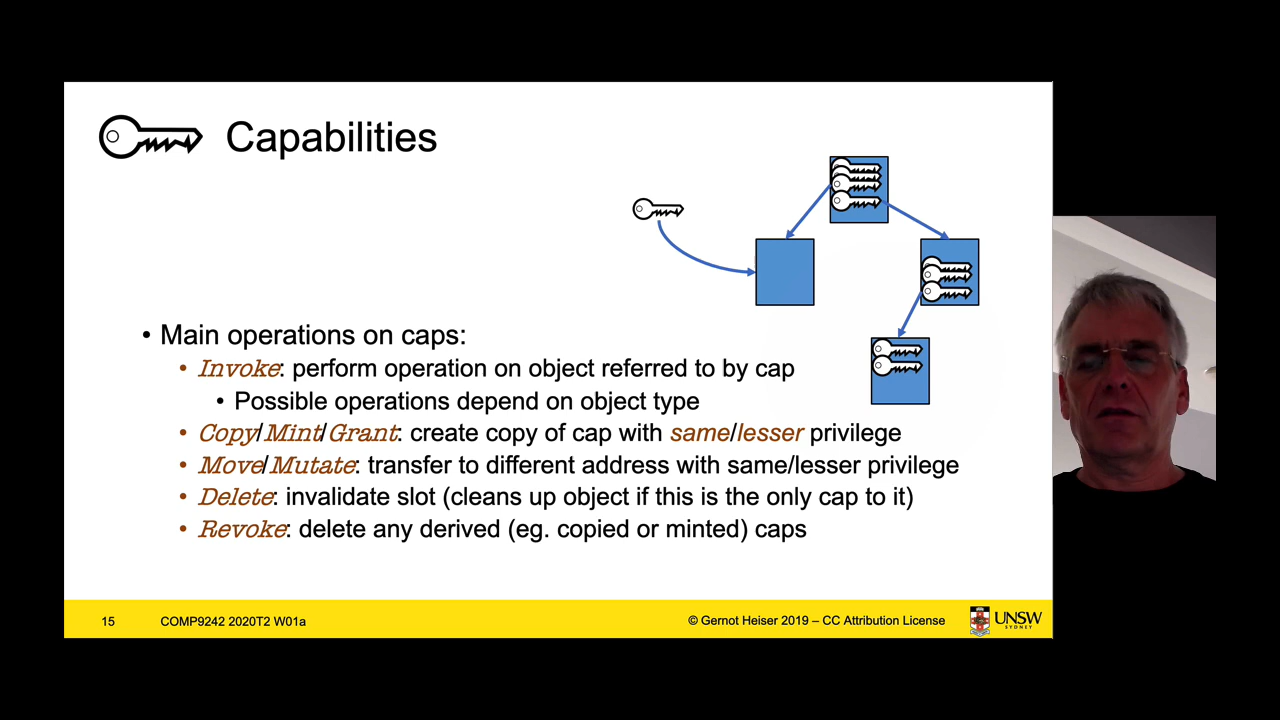 Capabilities
• Main operations on caps:
• Invoke: perform operation on object referred to by cap
• Possible operations depend on object type
• Copy/Mint/Grant: create copy of cap with same/lesser privilege
• Move/Mutate: transfer to different address with same/lesser privilege
• Delete: invalidate slot (cleans up object if this is the only cap to it)
• Revoke: delete any derived (eg. copied or minted) caps
15 COMP9242 2020T2 W01a © Gernot Heiser 2019 – CC Attribution License UNSW
SYDNEY